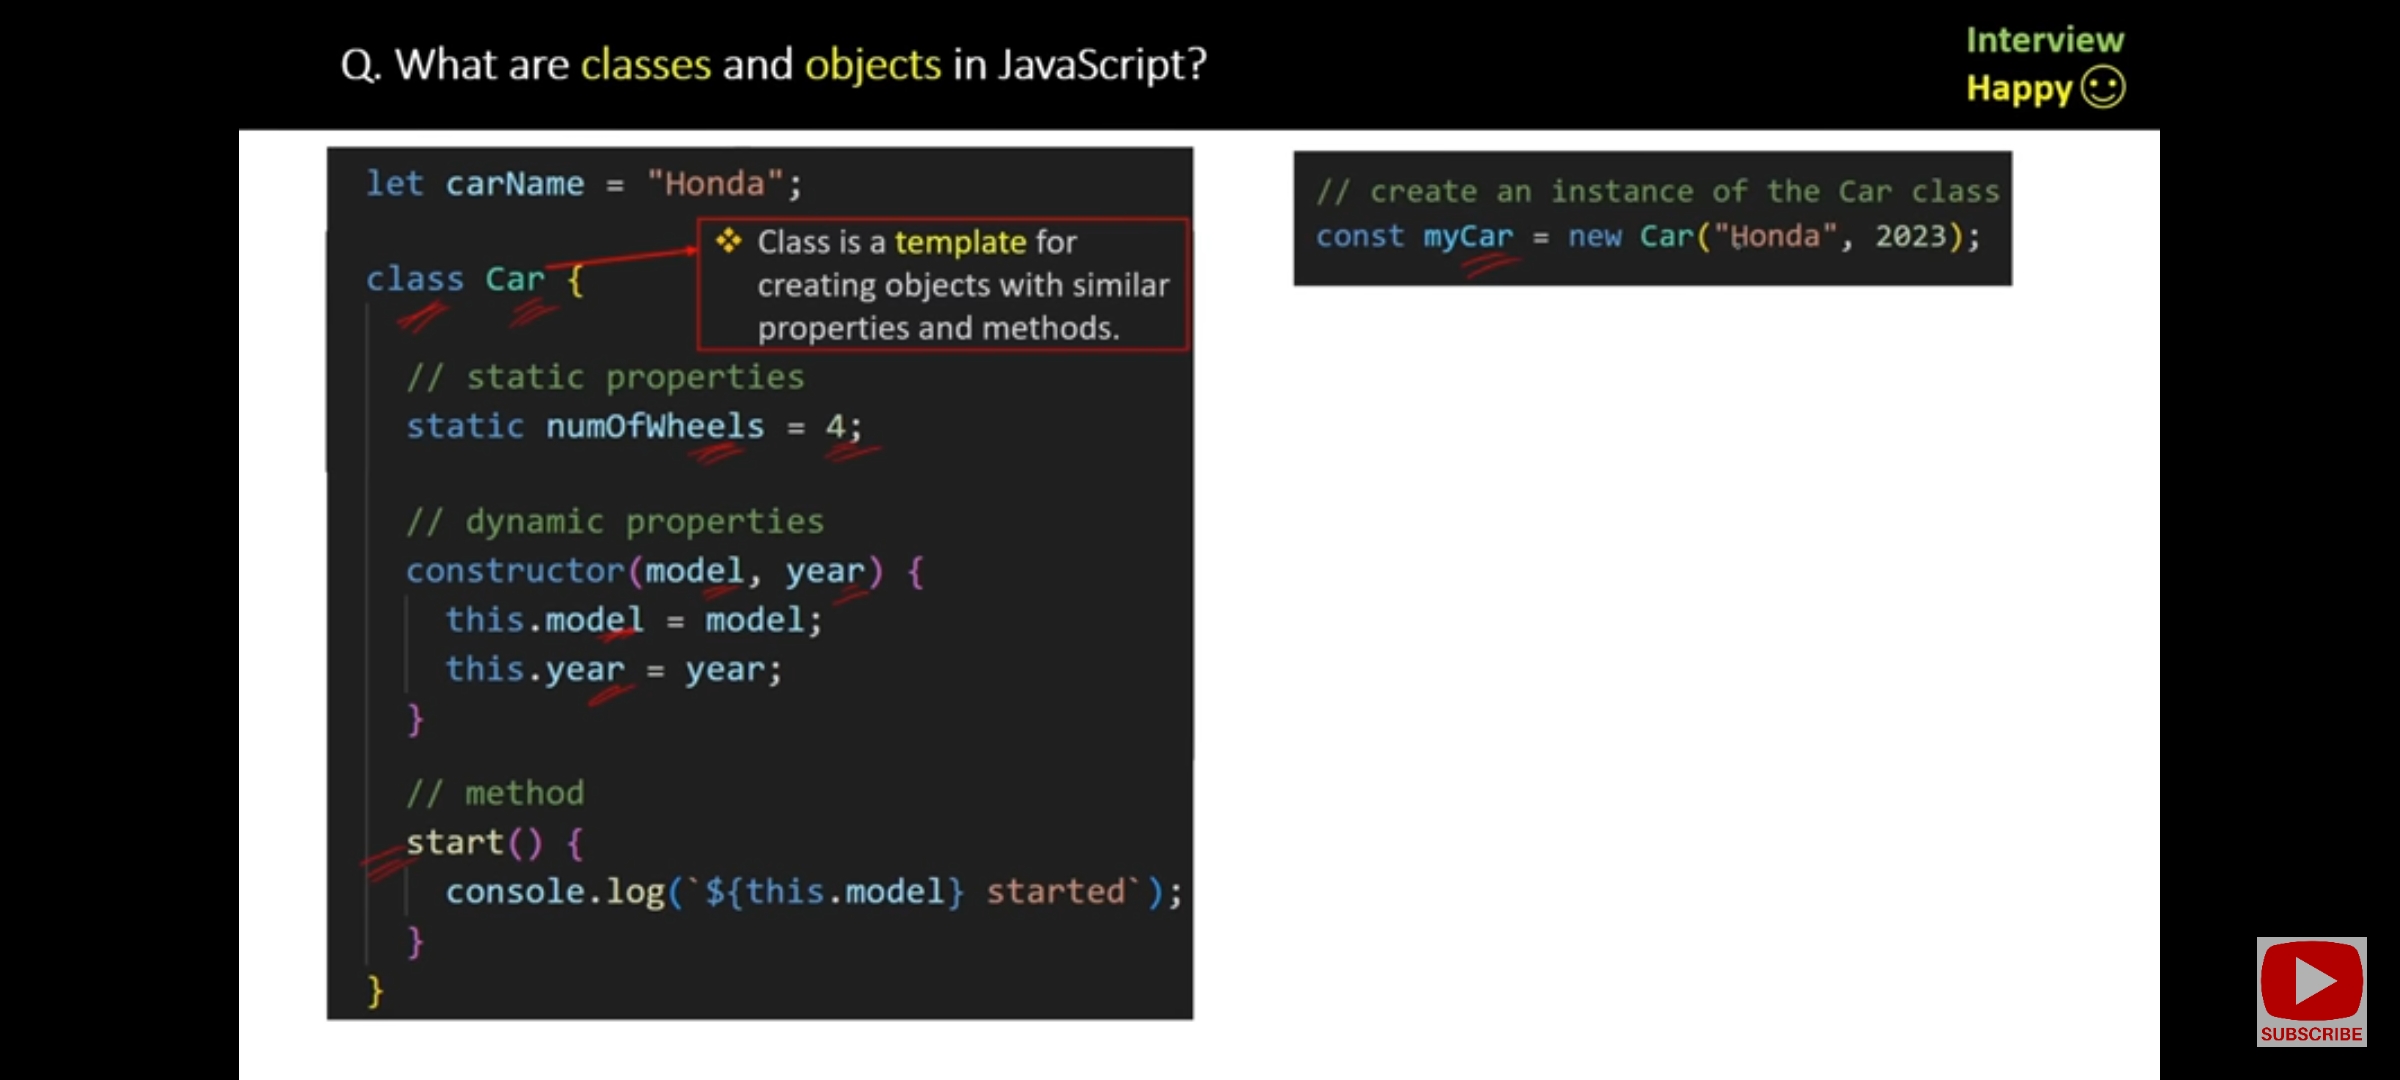 Q. What are classes and objects in JavaScript?
Interview
Happy
let carName = "Honda";
class Car {
❖ Class is a template for
creating objects with similar
properties and methods.
// static properties
static numOfWheels = 4;
// dynamic properties
constructor(model, year) {
this.model = model;
this.year = year;
}
// method
start() {
console.log(`${this.model} started`);
}
}
// create an instance of the Car class
const myCar = new Car("Honda", 2023);
SUBSCRIBE